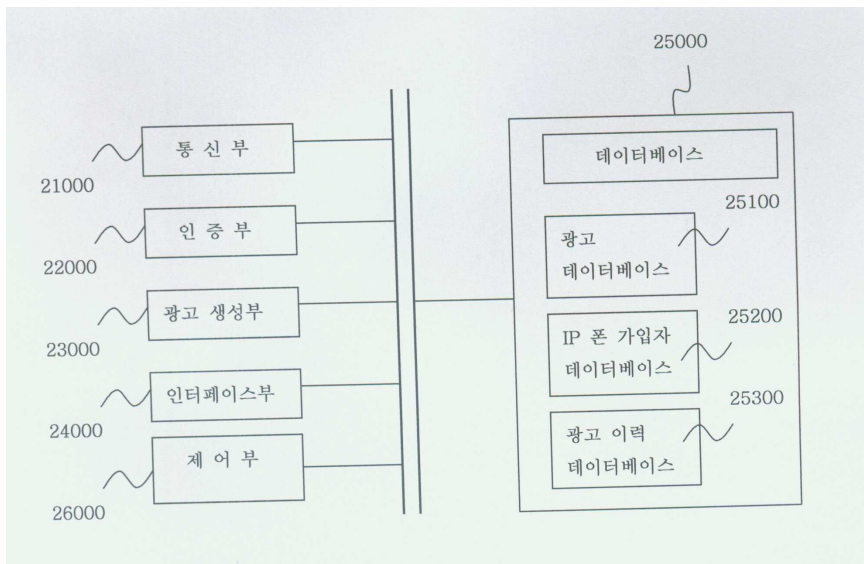 25000
통 신 부
21000
인 증 부
22000
광고 생성부
23000
인터페이스부
24000
제 어 부
26000
데이터베이스
25100
광고
데이터베이스
25200
IP 폰 가입자
데이터베이스
25300
광고 이력
데이터베이스